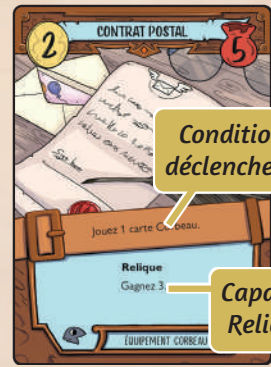 CONTRAT POSTAL
2
5
Conditio
déclenche
Jouez 1 carte Corbeau.
Relique
Gagnez 3
Capa
Reli
ÉQUIPEMENT CORBEAU